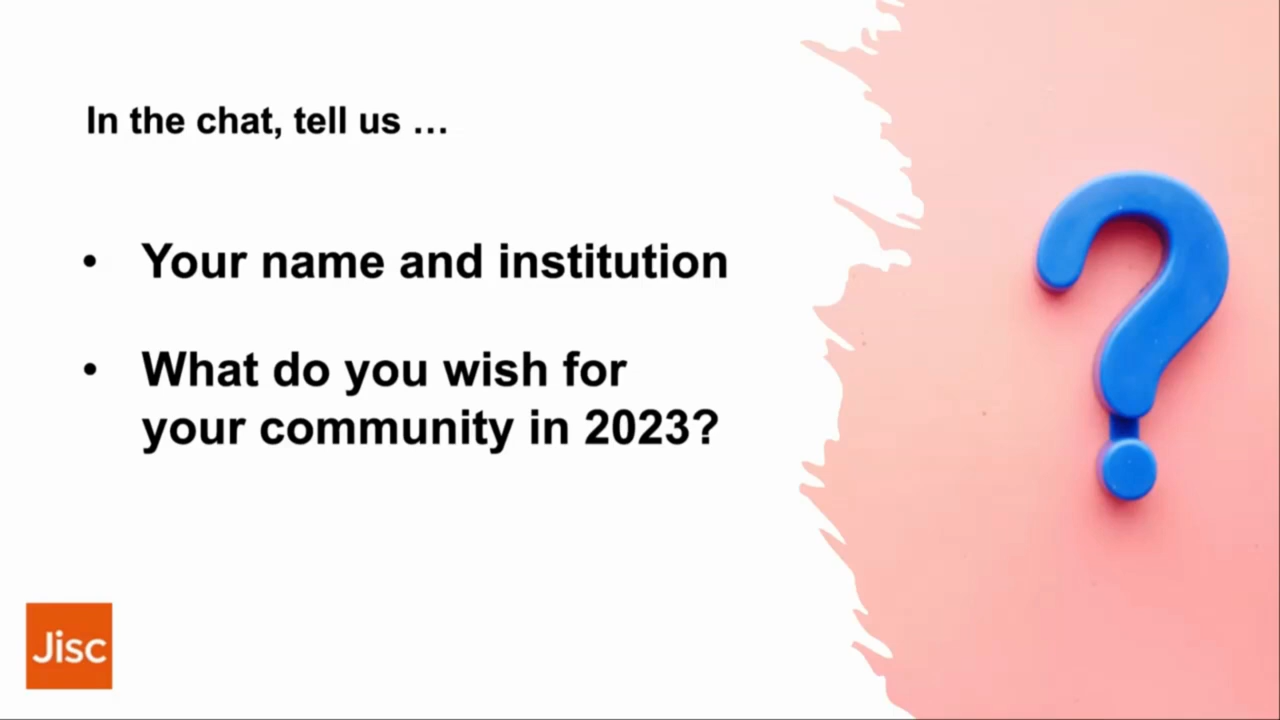 In the chat, tell us …
• Your name and institution
• What do you wish for
your community in 2023?
Jisc